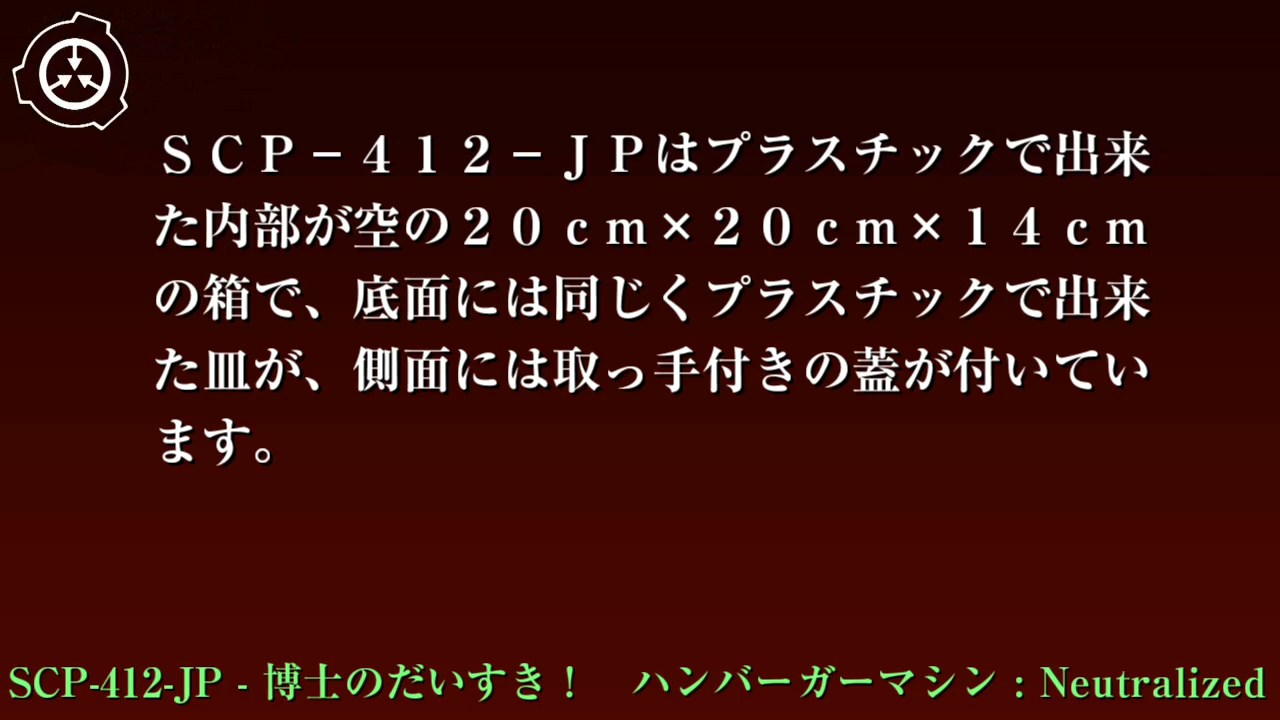 SCP-412-JPはプラスチックで出来
た内部が空の20cm×20cm×14cm
の箱で、底面には同じくプラスチックで出来
た皿が、側面には取っ手付きの蓋が付いてい
ます。
SCP-412-JP - 博士のだいすき! ハンバーガーマシン : Neutralized